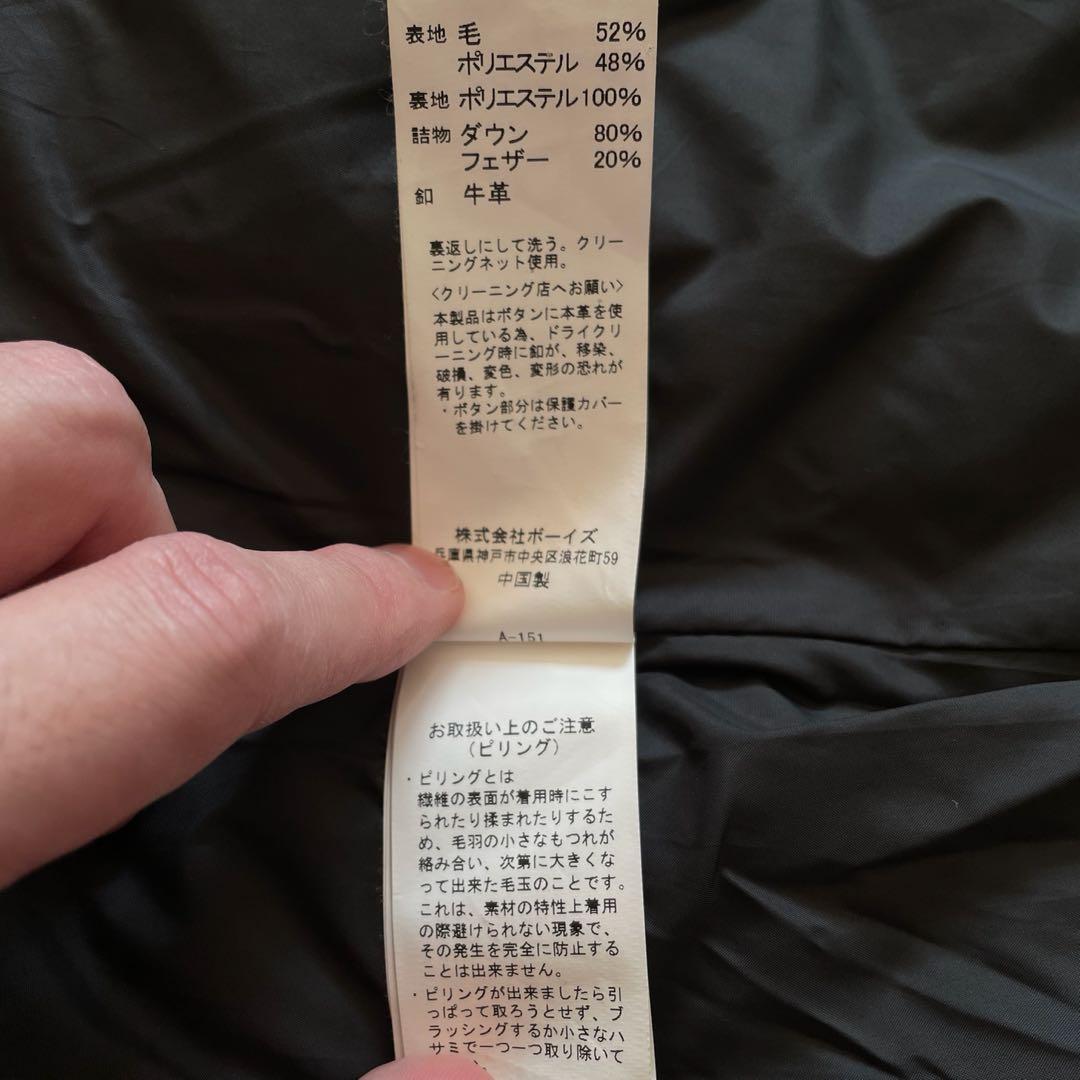 表地 毛 52%
ポリエステル 48%
裏地 ポリエステル100%
詰物 ダウン 80%
フェザー 20%
釦 牛革
裏返しにして洗う。クリー
ニングネット使用。
〈クリーニング店へお願い〉
本製品はボタンに本革を使
用している為、ドライクリ
ーニング時に釦が、移染、
破損、変色、変形の恐れが
有ります。
・ボタン部分は保護カバー
を掛けてください。
株式会社ボーイズ
兵庫県神戸市中央区浪花町59
中国製
A-151
お取扱い上のご注意
(ピリング)
・ピリングとは
繊維の表面が着用時にこす
られたり揉まれたりするた
め、毛羽の小さなもつれが
絡み合い、次第に大きくな
って出来た毛玉のことです。
これは、素材の特性上着用
の際避けられない現象で、
その発生を完全に防止する
ことは出来ません。
・ピリングが出来ましたら引
っぱって取ろうとせず、ブ
ラッシングするか小さなハ
サミで一つ一つ取り除いて